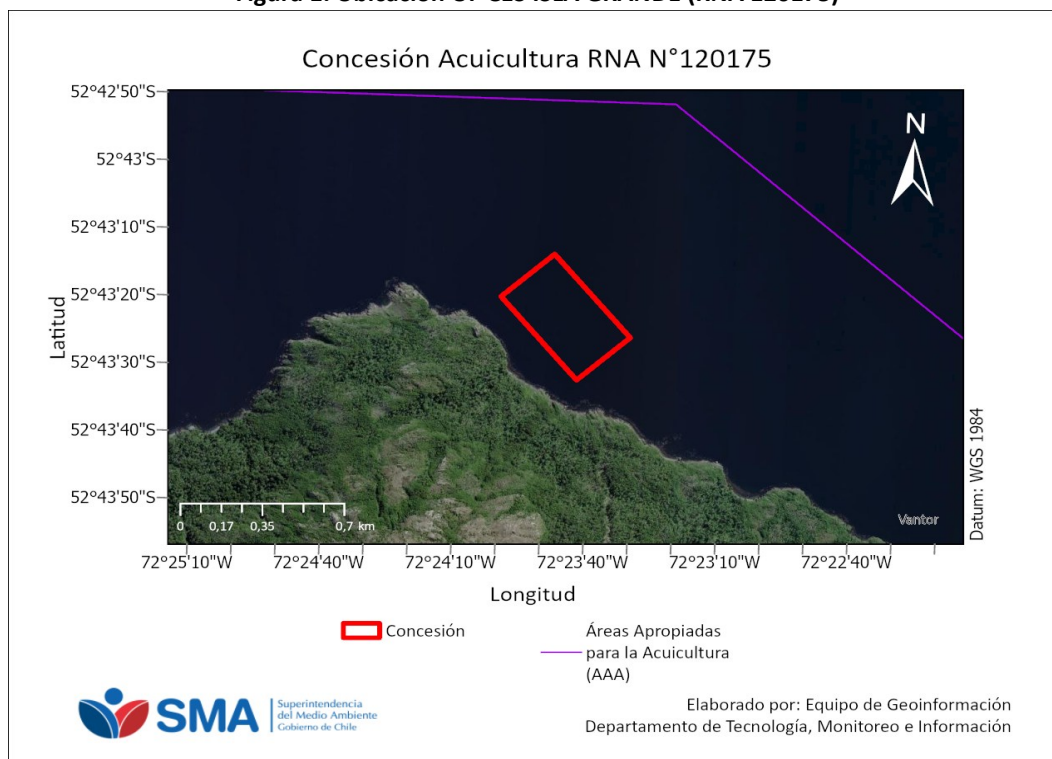 Concesión Acuicultura RNA N°120175
N
52°42'50"S
52°43'S
52°43'10"S
52°43'20"S
52°43'30"S
52°43'40"S
52°43'50"S
Latitud
0 0,17 0,35 0,7 km
Vantor
Datum: WGS 1984
72°25'10"W 72°24'40"W 72°24'10"W 72°23'40"W 72°23'10"W 72°22'40"W
Longitud
Concesión
Áreas Apropiadas
para la Acuicultura
(AAA)
SMA
Superintendencia
del Medio Ambiente
Gobierno de Chile
Elaborado por: Equipo de Geoinformación
Departamento de Tecnología, Monitoreo e Información